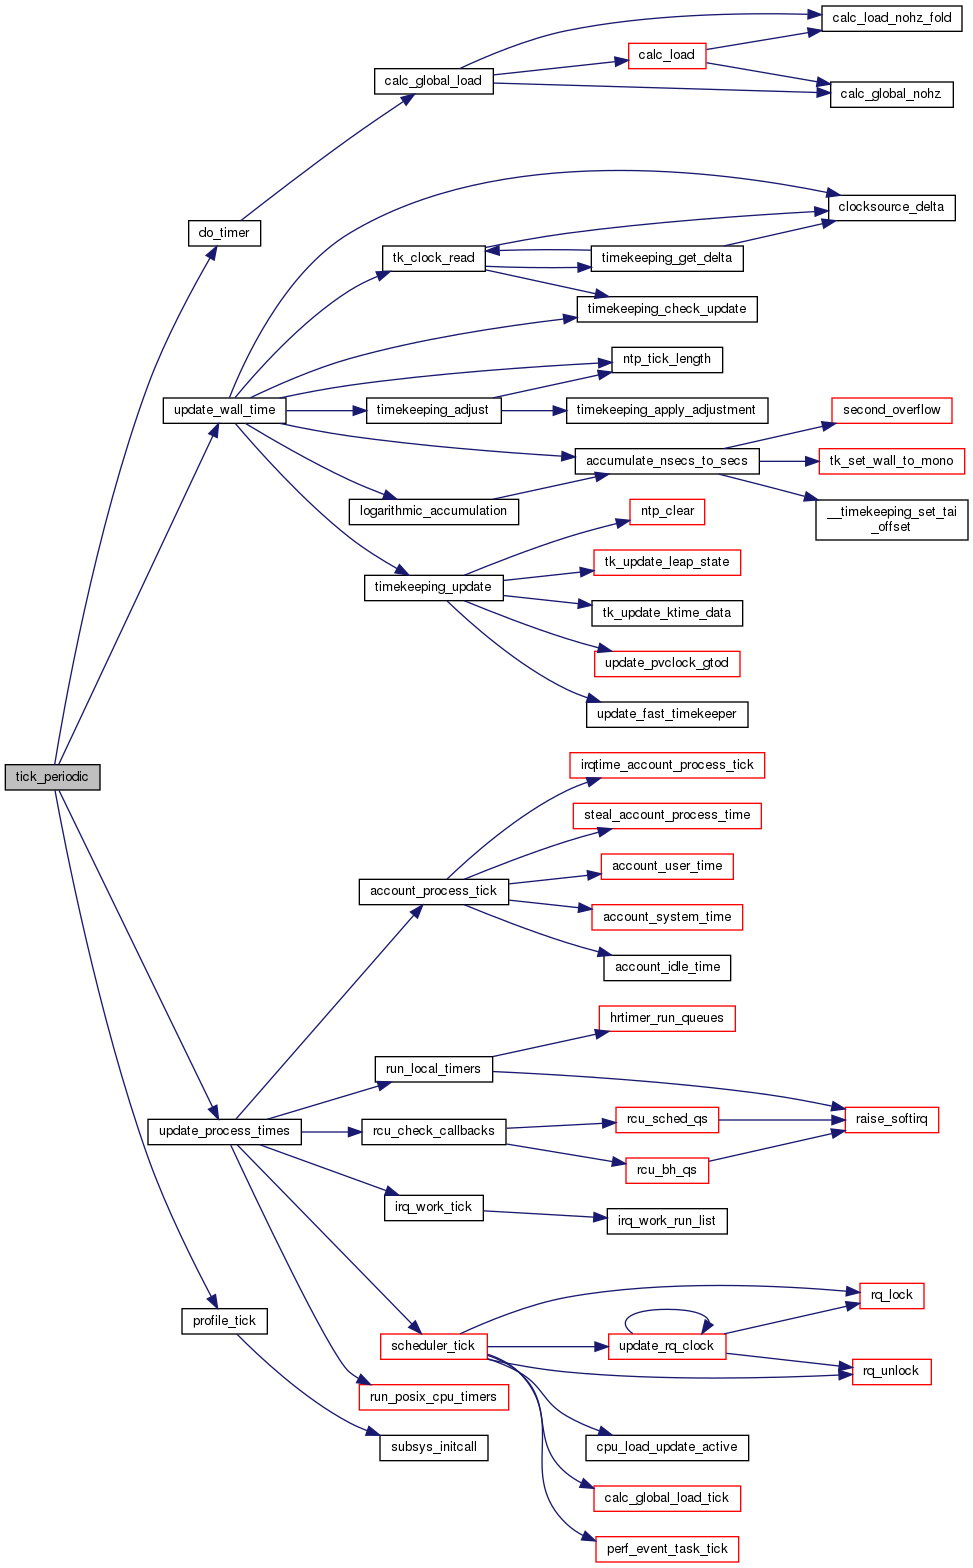 calc_load_nohz_fold
calc_load
calc_global_load
calc_global_nohz
clocksource_delta
do_timer
tk_clock_read
timekeeping_get_delta
timekeeping_check_update
ntp_tick_length
update_wall_time
timekeeping_adjust
timekeeping_apply_adjustment
second_overflow
accumulate_nsecs_to_secs
tk_set_wall_to_mono
logarithmic_accumulation
ntp_clear
__timekeeping_set_tai
_offset
tk_update_leap_state
timekeeping_update
tk_update_ktime_data
update_pvclock_gtod
update_fast_timekeeper
irqtime_account_process_tick
tick_periodic
steal_account_process_time
account_user_time
account_process_tick
account_system_time
account_idle_time
hrtimer_run_queues
run_local_timers
rcu_sched_qs
raise_softirq
update_process_times
rcu_check_callbacks
rcu_bh_qs
irq_work_tick
irq_work_run_list
rq_lock
profile_tick
scheduler_tick
update_rq_clock
rq_unlock
run_posix_cpu_timers
subsys_initcall
cpu_load_update_active
calc_global_load_tick
perf_event_task_tick